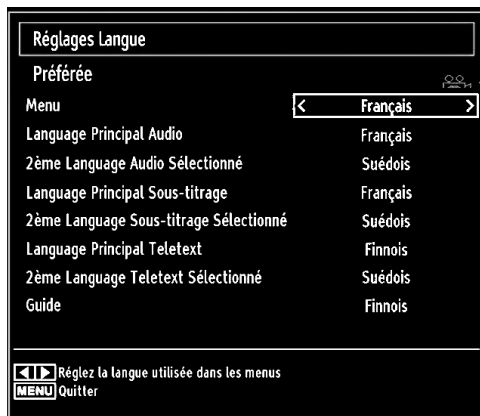 Réglages Langue
Préférée
Menu < Français >
Language Principal Audio Français
2ème Language Audio Sélectionné Suédois
Language Principal Sous-titrage Français
2ème Language Sous-titrage Sélectionné Suédois
Language Principal Teletext Finnois
2ème Language Teletext Sélectionné Suédois
Guide Finnois
Réglez la langue utilisée dans les menus
MENU Quitter